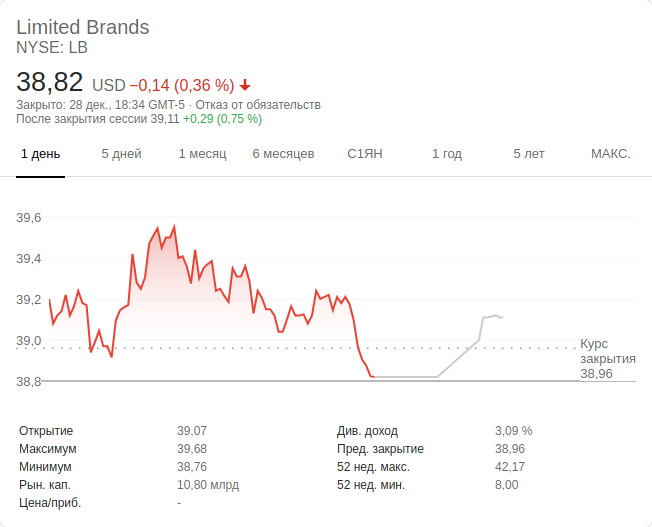 Limited Brands
NYSE: LB
38,82 USD −0,14 (0,36 %)
Закрыто: 28 дек., 18:34 GMT-5 · Отказ от обязательств
После закрытия сессии 39,11 +0,29 (0,75 %)
1 день 5 дней 1 месяц 6 месяцев С1ЯН 1 год 5 лет МАКС.
39,6
39,4
39,2
39,0
38,8
Курс
закрытия
38,96
Открытие 39,07 Див. доход 3,09 %
Максимум 39,68 Пред. закрытие 38,96
Минимум 38,76 52 нед. макс. 42,17
Рын. кап. 10,80 млрд 52 нед. мин. 8,00
Цена/приб. -